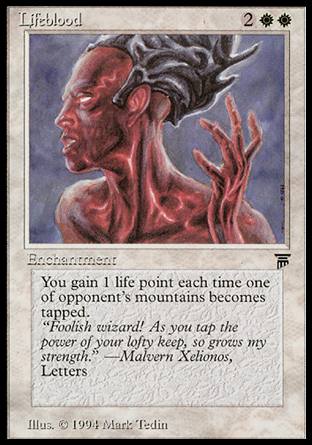 Lifeblood 2
Enchantment
You gain 1 life point each time one
of opponent's mountains becomes
tapped.
"Foolish wizard! As you tap the
power of your lofty keep, so grows my
strength." —Malvern Xelionos,
Letters
Illus. © 1994 Mark Tedin